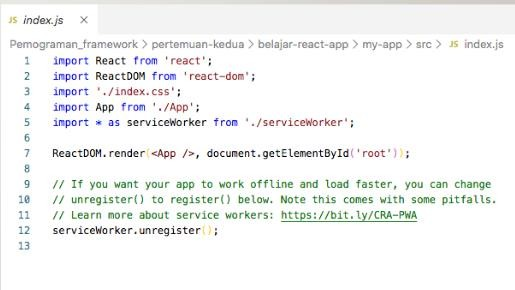 JS index.js ×
Pemograman_framework > pertemuan-kedua > belajar-react-app > my-app > src > JS index.js
1 import React from 'react';
2 import ReactDOM from 'react-dom';
3 import './index.css';
4 import App from './App';
5 import * as serviceWorker from './serviceWorker';
6
7 ReactDOM.render(<App />, document.getElementById('root'));
8
9 // If you want your app to work offline and load faster, you can change
10 // unregister() to register() below. Note this comes with some pitfalls.
11 // Learn more about service workers: https://bit.ly/CRA-PWA
12 serviceWorker.unregister();
13